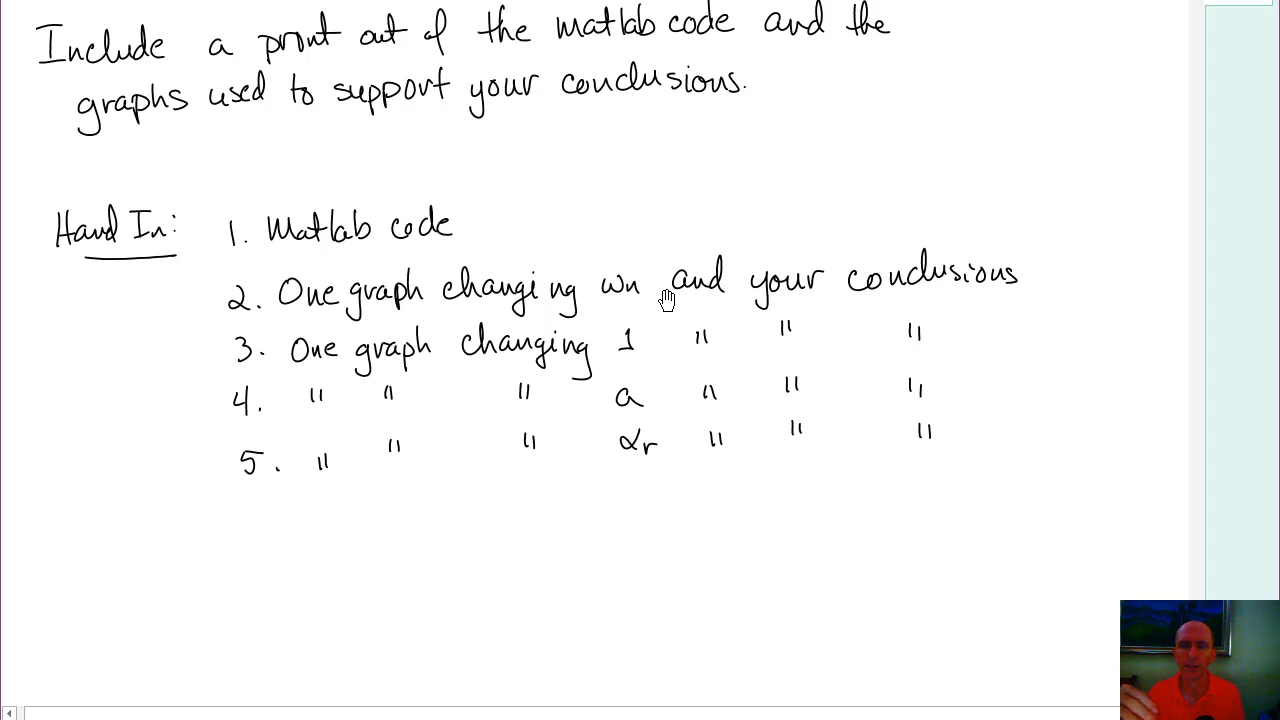 Include a print out of the matlab code and the
graphs used to support your conclusions.
Hand In: 1. Matlab code
2. One graph changing wn and your conclusions
3. One graph changing 1 " " "
4. " " " a " " "
5. " " " αr " " "